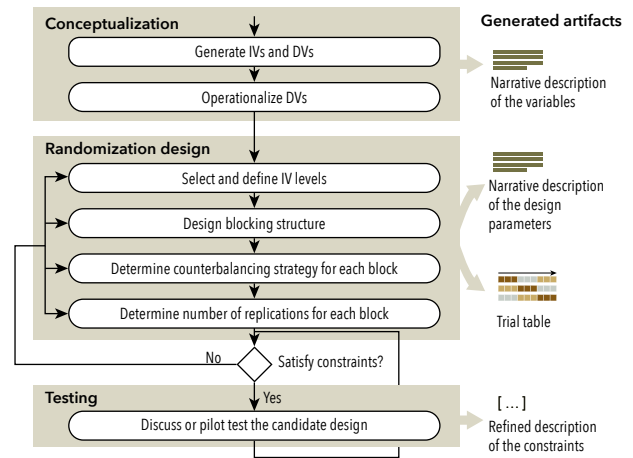 Conceptualization
Generated artifacts
Generate IVs and DVs
Operationalize DVs
Narrative description
of the variables
Randomization design
Select and define IV levels
Design blocking structure
Determine counterbalancing strategy for each block
Determine number of replications for each block
Narrative description
of the design
parameters
Trial table
No
Satisfy constraints?
Yes
Testing
Discuss or pilot test the candidate design
[ ... ]
Refined description
of the constraints